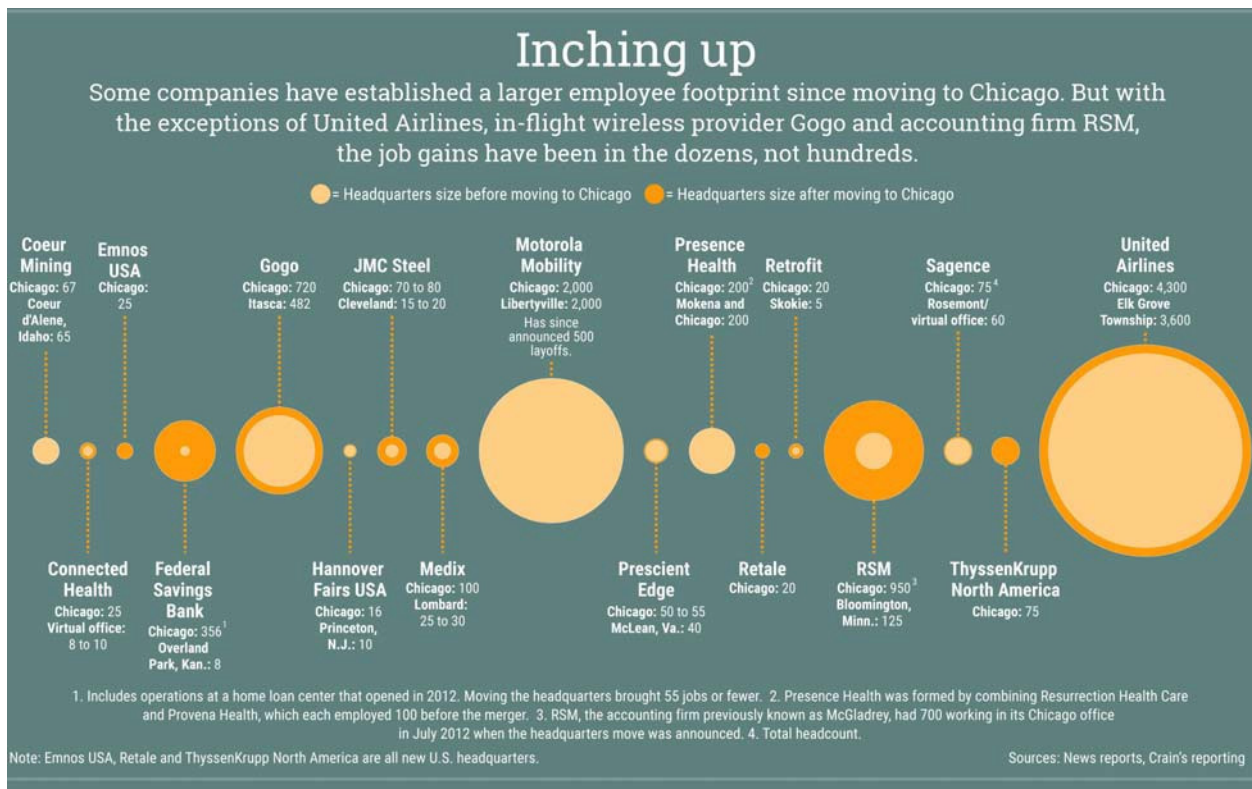 Inching up
Some companies have established a larger employee footprint since moving to Chicago. But with
the exceptions of United Airlines, in-flight wireless provider Gogo and accounting firm RSM,
the job gains have been in the dozens, not hundreds.
= Headquarters size before moving to Chicago
= Headquarters size after moving to Chicago
Coeur
Mining
Chicago: 67
Coeur
d'Alene,
Idaho: 65
Emnos
USA
Chicago:
25
Gogo
Chicago: 720
Itasca: 482
JMC Steel
Chicago: 70 to 80
Cleveland: 15 to 20
Motorola
Mobility
Chicago: 2,000
Libertyville: 2,000
Has since
announced 500
layoffs.
Presence
Health
Chicago: 200²
Mokena and
Chicago: 200
Retrofit
Chicago: 20
Skokie: 5
Sagence
Chicago: 75⁴
Rosemont/
virtual office: 60
United
Airlines
Chicago: 4,300
Elk Grove
Township: 3,600
Connected
Health
Chicago: 25
Virtual office:
8 to 10
Federal
Savings
Bank
Chicago: 356¹
Overland
Park, Kan.: 8
Hannover
Fairs USA
Chicago: 16
Princeton,
N.J.: 10
Medix
Chicago: 100
Lombard:
25 to 30
Prescient
Edge
Chicago: 50 to 55
McLean, Va.: 40
Retale
Chicago: 20
RSM
Chicago: 950³
Bloomington,
Minn.: 125
ThyssenKrupp
North America
Chicago: 75
1. Includes operations at a home loan center that opened in 2012. Moving the headquarters brought 55 jobs or fewer. 2. Presence Health was formed by combining Resurrection Health Care
and Provena Health, which each employed 100 before the merger. 3. RSM, the accounting firm previously known as McGladrey, had 700 working in its Chicago office
in July 2012 when the headquarters move was announced. 4. Total headcount.
Note: Emnos USA, Retale and ThyssenKrupp North America are all new U.S. headquarters.
Sources: News reports, Crain's reporting